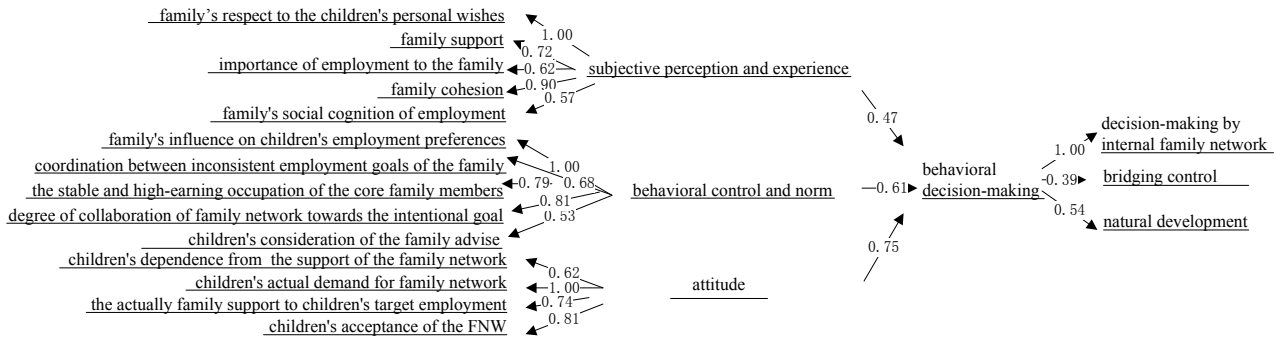 family's respect to the children's personal wishes
1.00
family support
0.72
importance of employment to the family
0.62
subjective perception and experience
family cohesion
0.90
family's social cognition of employment
0.57
0.47
family's influence on children's employment preferences
1.00
coordination between inconsistent employment goals of the family
0.68
the stable and high-earning occupation of the core family members
0.79
behavioral control and norm
0.61
degree of collaboration of family network towards the intentional goal
0.81
children's consideration of the family advise
0.53
children's dependence from the support of the family network
0.62
children's actual demand for family network
1.00
attitude
0.75
the actually family support to children's target employment
0.74
children's acceptance of the FNW
0.81
behavioral
decision-making
1.00
decision-making by
internal family network
-0.39
bridging control
0.54
natural development